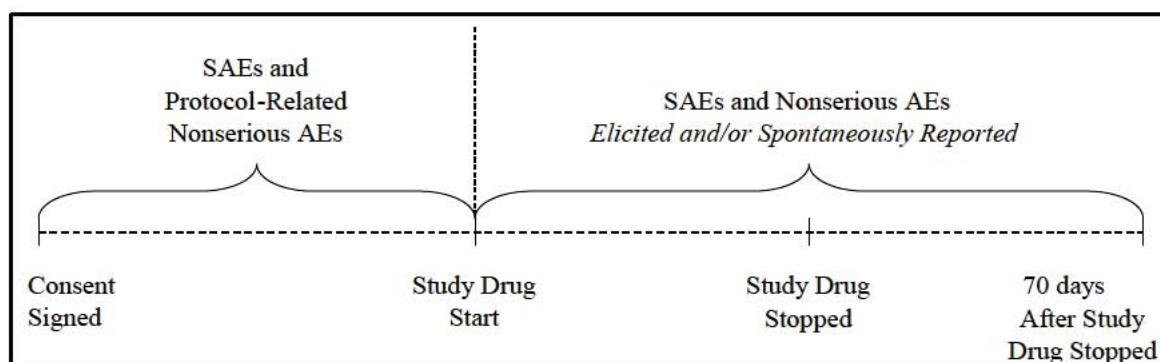 SAEs and
Protocol-Related
Nonserious AEs
SAEs and Nonserious AEs
Elicited and/or Spontaneously Reported
Consent
Signed
Study Drug
Start
Study Drug
Stopped
70 days
After Study
Drug Stopped